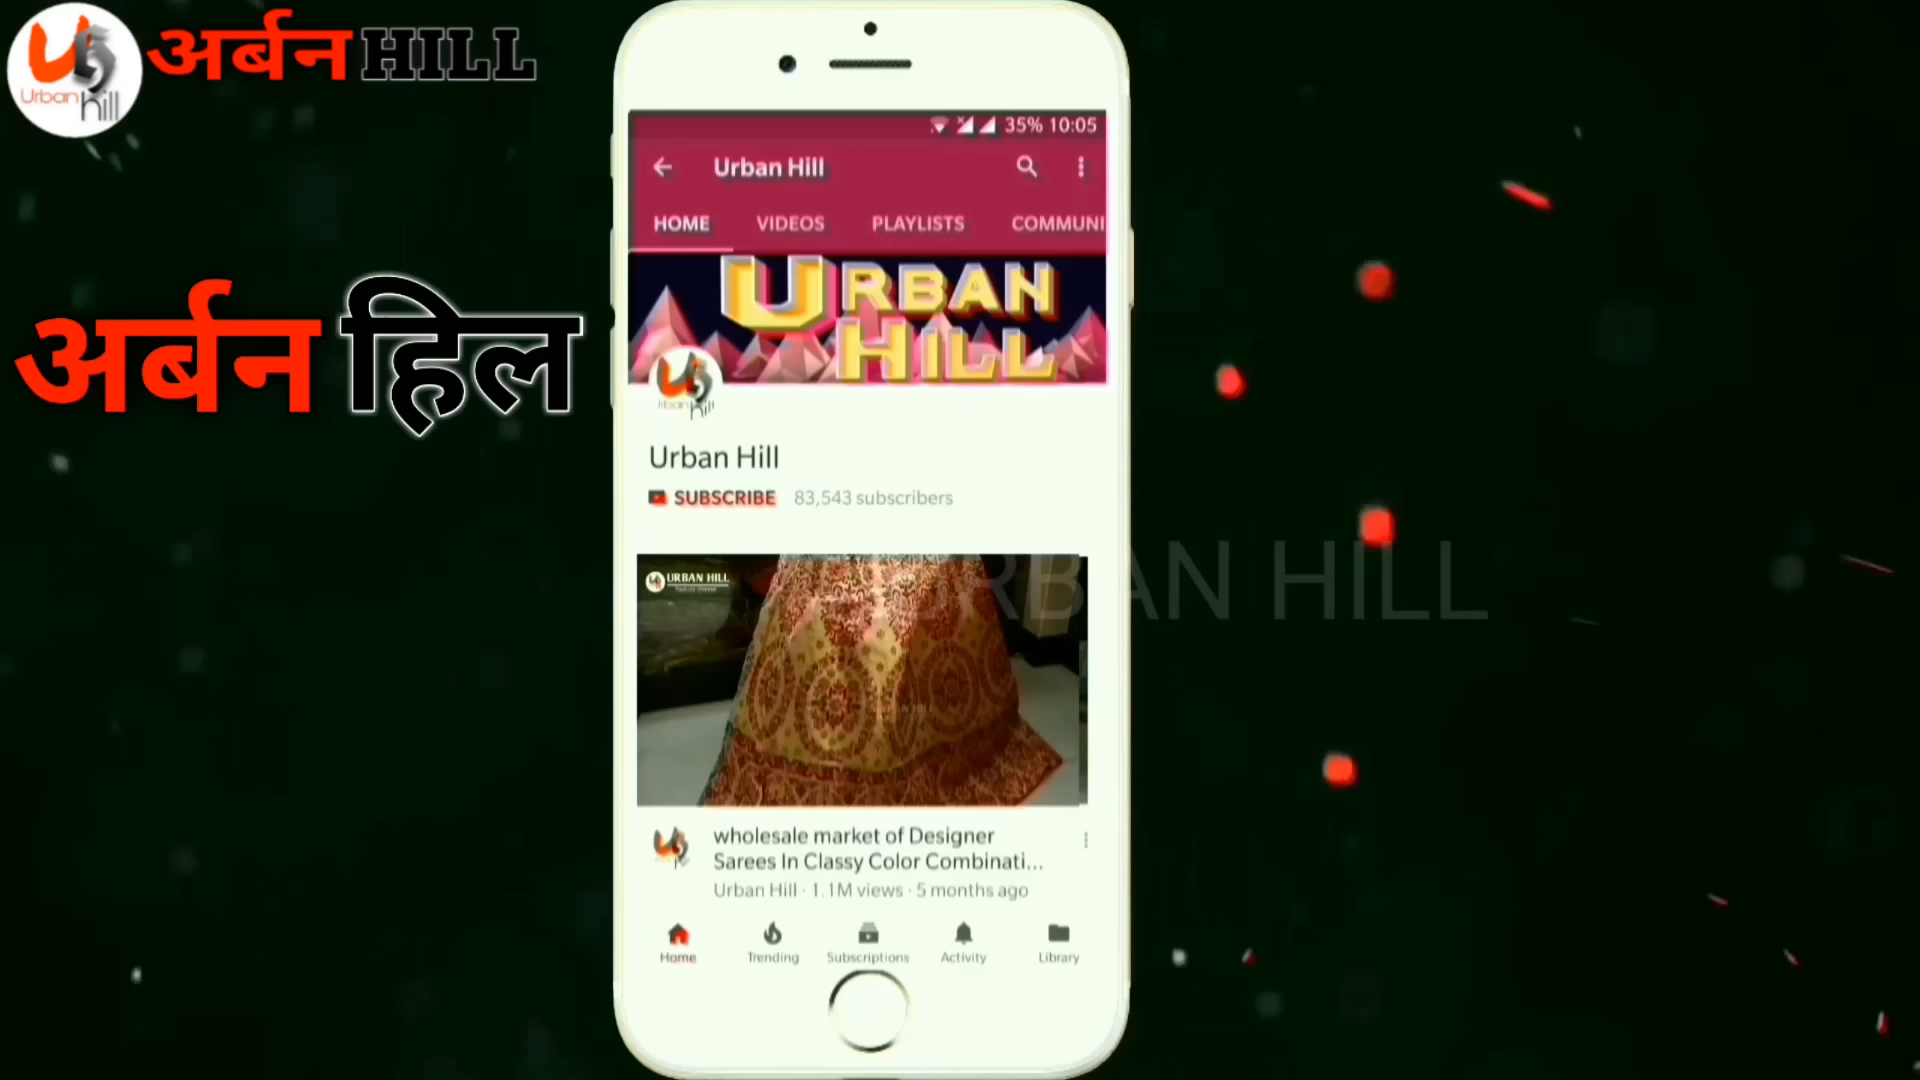 Urban hill
अर्बन HILL
अर्बन हिल
35% 10:05
Urban Hill
HOME VIDEOS PLAYLISTS COMMUNI
URBAN
HILL
Urban hill
Urban Hill
SUBSCRIBE 83,543 subscribers
URBAN HILL
URBAN HILL
wholesale market of Designer
Sarees In Classy Color Combinati...
Urban Hill · 1.1M views · 5 months ago
Home Trending Subscriptions Activity Library